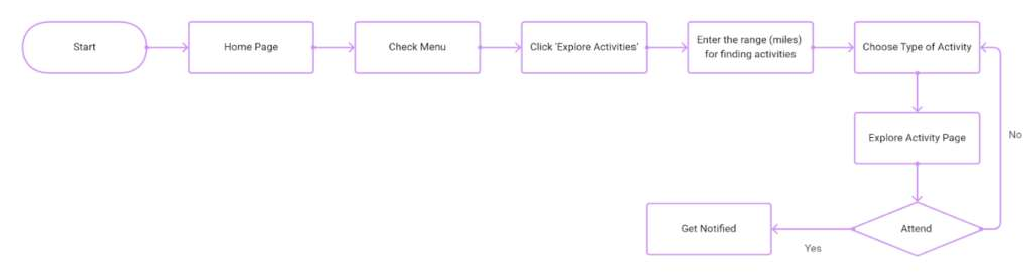 Start
Home Page
Check Menu
Click 'Explore Activities'
Enter the range (miles)
for finding activities
Choose Type of Activity
Explore Activity Page
No
Attend
Get Notified
Yes